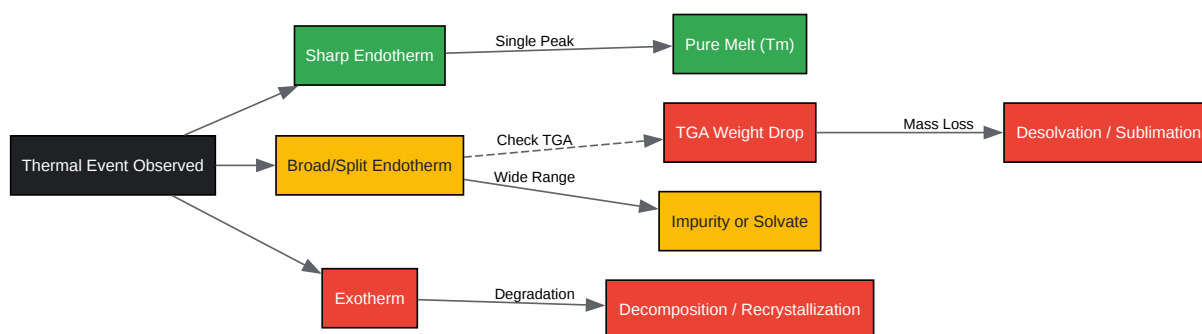 Sharp Endotherm
Single Peak
Pure Melt (Tm)
Thermal Event Observed
Broad/Split Endotherm
Check TGA
TGA Weight Drop
Mass Loss
Desolvation / Sublimation
Wide Range
Impurity or Solvate
Exotherm
Degradation
Decomposition / Recrystallization